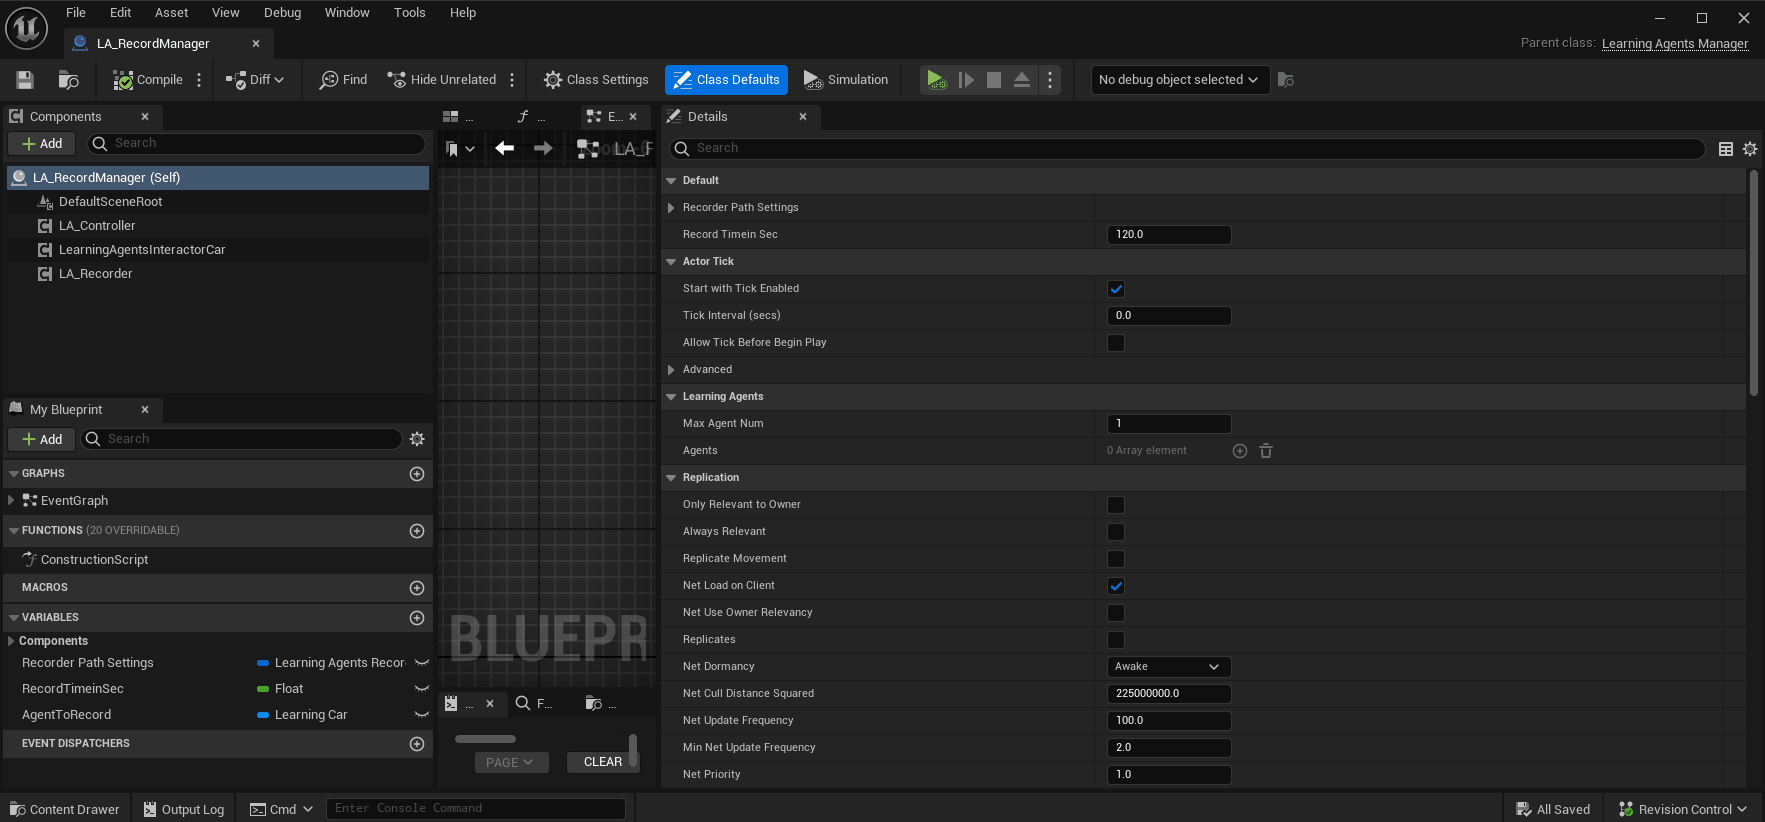 File Edit Asset View Debug Window Tools Help
LA_RecordManager
Parent class: Learning Agents Manager
Compile Diff Find Hide Unrelated Class Settings Class Defaults Simulation No debug object selected
Components
Add Search
LA_RecordManager (Self)
DefaultSceneRoot
LA_Controller
LearningAgentsInteractorCar
LA_Recorder
My Blueprint
Add Search
GRAPHS
EventGraph
FUNCTIONS (20 OVERRIDABLE)
ConstructionScript
MACROS
VARIABLES
Components
Recorder Path Settings Learning Agents Recor
RecordTimeinSec Float
AgentToRecord Learning Car
EVENT DISPATCHERS
... ... E...
LA_F
BLUEPR
... F... ...
PAGE CLEAR
Details
Search
Default
Recorder Path Settings
Record Timein Sec 120.0
Actor Tick
Start with Tick Enabled
Tick Interval (secs) 0.0
Allow Tick Before Begin Play
Advanced
Learning Agents
Max Agent Num 1
Agents 0 Array element
Replication
Only Relevant to Owner
Always Relevant
Replicate Movement
Net Load on Client
Net Use Owner Relevancy
Replicates
Net Dormancy Awake
Net Cull Distance Squared 225000000.0
Net Update Frequency 100.0
Min Net Update Frequency 2.0
Net Priority 1.0
Content Drawer Output Log Cmd Enter Console Command All Saved Revision Control